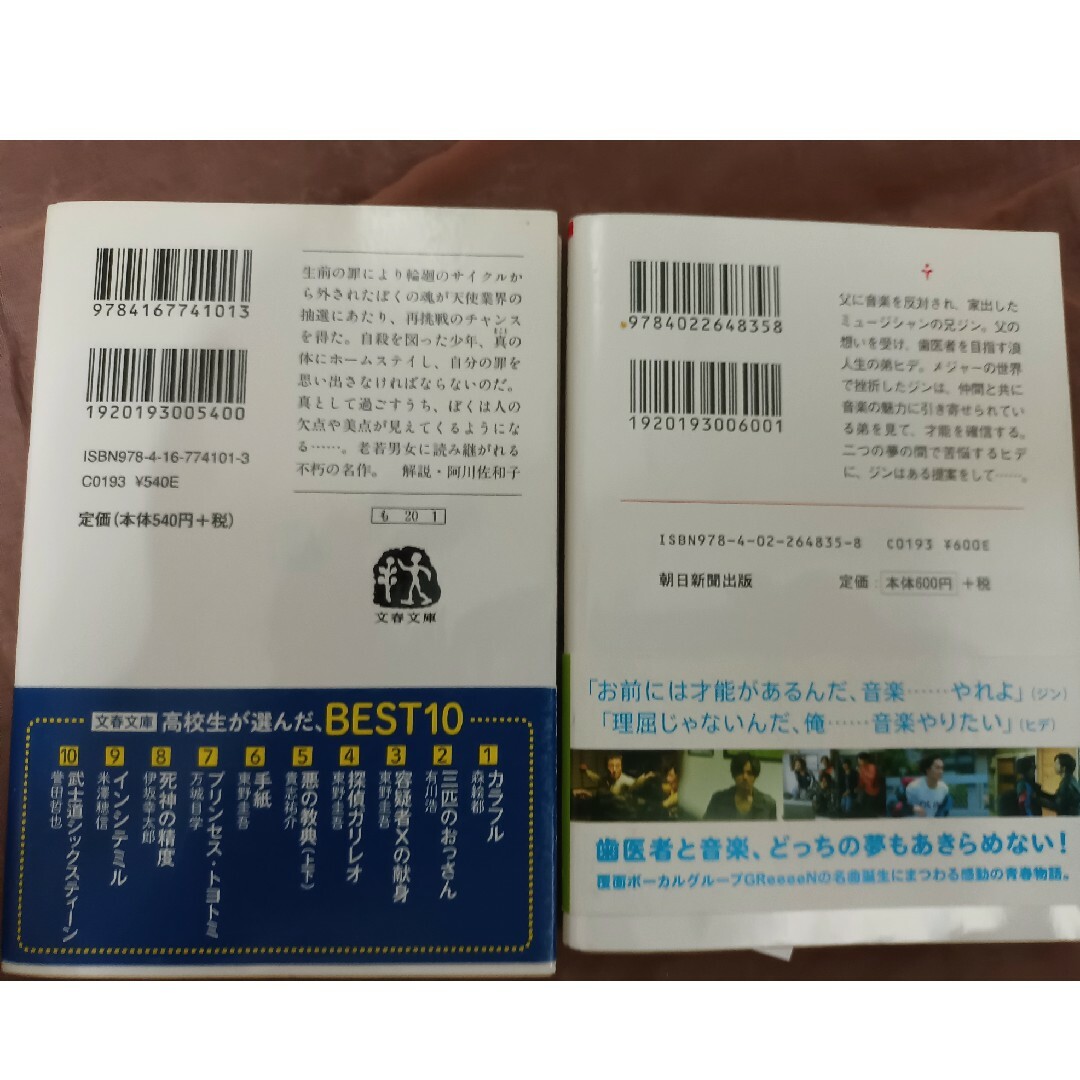 9784167741013
1920193005400
ISBN978-4-16-774101-3
C0193 ¥540E
定価(本体540円+税)
生前の罪により輪廻のサイクルか
ら外されたぼくの魂が天使業界の
抽選にあたり、再挑戦のチャンス
を得た。自殺を図った少年、真の
体にホームステイし、自分の罪を
思い出さなければならないのだ。
真として過ごすうち、ぼくは人の
欠点や美点が見えてくるようにな
る……。老若男女に読み継がれる
不朽の名作。 解説・阿川佐和子
も 20 1
文春文庫
文春文庫 高校生が選んだ、BEST10
1 カラフル 森絵都
2 三匹のおっさん 有川浩
3 容疑者Xの献身 東野圭吾
4 探偵ガリレオ 東野圭吾
5 悪の教典(上下) 貴志祐介
6 手紙 東野圭吾
7 プリンセス・トヨトミ 万城目学
8 死神の精度 伊坂幸太郎
9 インシテミル 米澤穂信
10 武士道シックスティーン 誉田哲也
9784022648358
1920193006001
父に音楽を反対され、家出した
ミュージシャンの兄ジン。父の
想いを受け、歯医者を目指す浪
人生の弟ヒデ。メジャーの世界
で挫折したジンは、仲間と共に
音楽の魅力に引き寄せられてい
る弟を見て、才能を確信する。
二つの夢の間で苦悩するヒデ
に、ジンはある提案をして……。
ISBN978-4-02-264835-8 C0193 ¥600E
朝日新聞出版 定価:本体600円+税
「お前には才能があるんだ、音楽……やれよ」(ジン)
「理屈じゃないんだ、俺……音楽やりたい」(ヒデ)
歯医者と音楽、どっちの夢もあきらめない!
覆面ボーカルグループGReeeeNの名曲誕生にまつわる感動の青春物語。